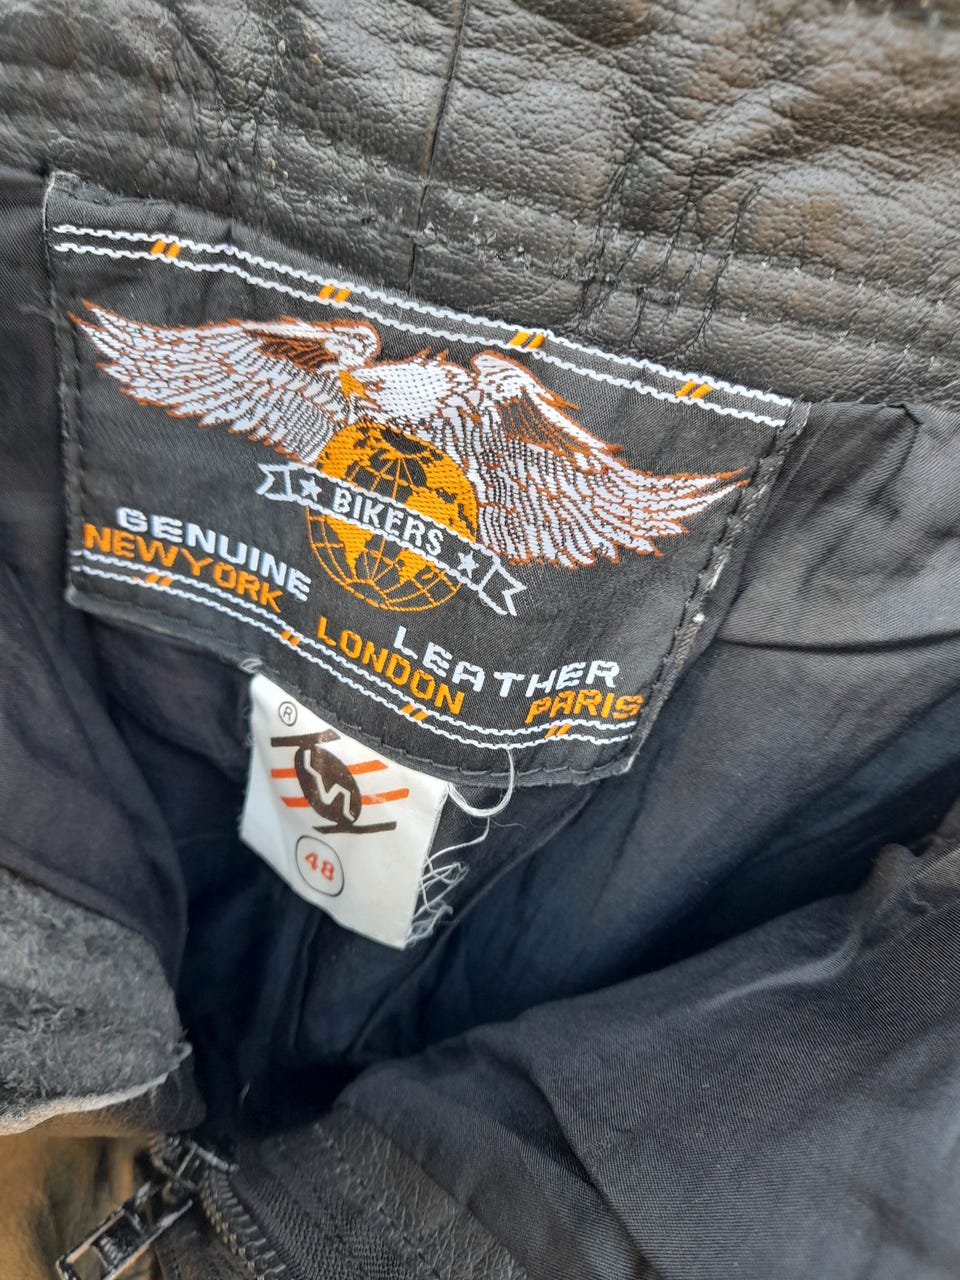 ★ BIKERS ★
GENUINE LEATHER
NEWYORK LONDON PARIS
®
48